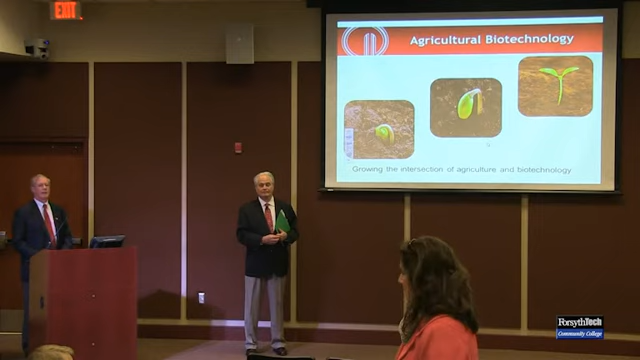 EXIT
Agricultural Biotechnology
Growing the intersection of agriculture and biotechnology
ForsythTech
Community College